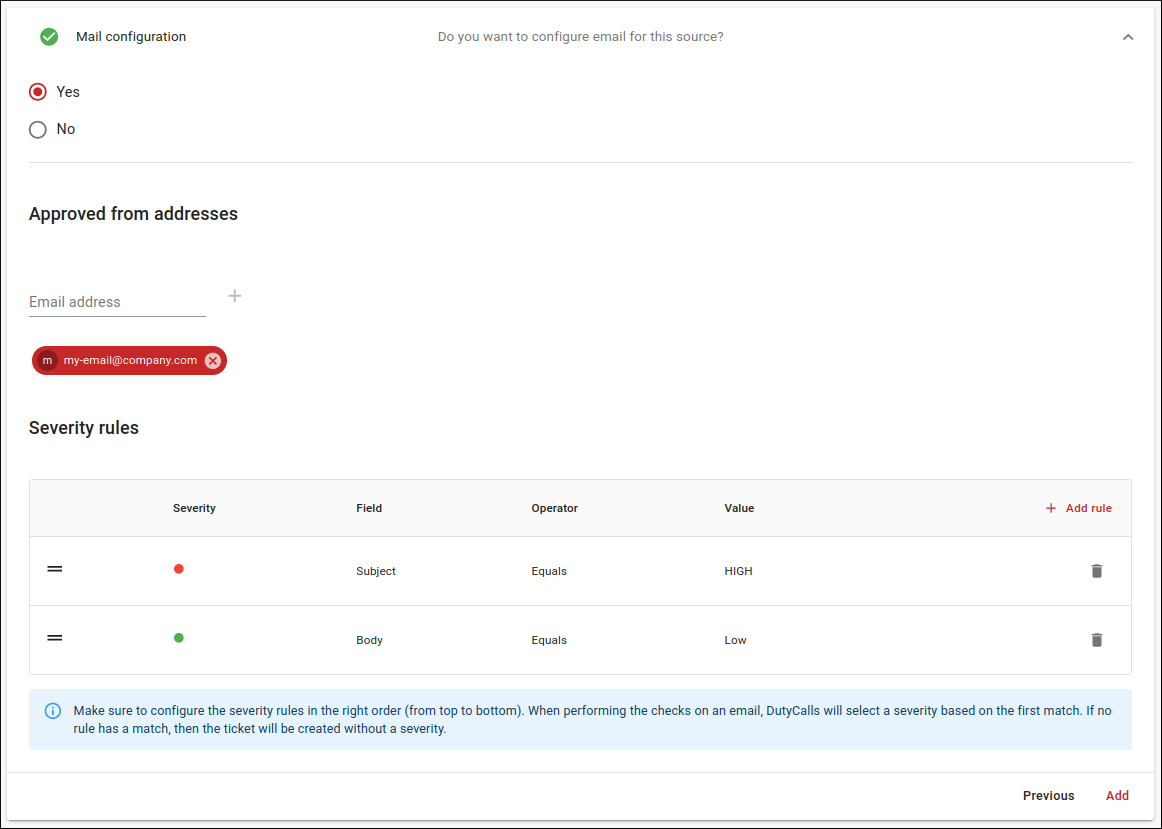 Mail configuration
Do you want to configure email for this source?
Yes
No
Approved from addresses
Email address
m my-email@company.com
Severity rules
Severity Field Operator Value Add rule
Subject Equals HIGH
Body Equals Low
Make sure to configure the severity rules in the right order (from top to bottom). When performing the checks on an email, DutyCalls will select a severity based on the first match. If no
rule has a match, then the ticket will be created without a severity.
Previous Add